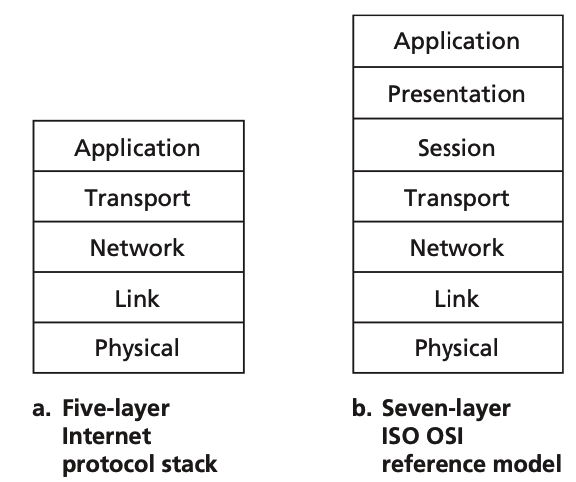 Application
Transport
Network
Link
Physical
a. Five-layer
Internet
protocol stack
Application
Presentation
Session
Transport
Network
Link
Physical
b. Seven-layer
ISO OSI
reference model